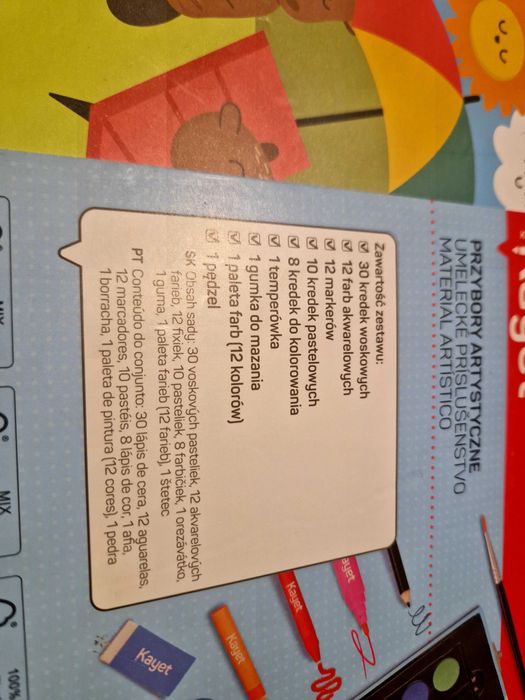 PRZYBORY ARTYSTYCZNE
UMELECKÉ PRÍSLUŠENSTVO
MATERIAL ARTÍSTICO
Zawartość zestawu:
30 kredek woskowych
12 farb akwarelowych
12 markerów
10 kredek pastelowych
8 kredek do kolorowania
1 temperówka
1 gumka do mazania
1 paleta farb (12 kolorów)
1 pędzel
SK Obsah sady: 30 voskových pasteliek, 12 akvarelových
farieb, 12 fixiek, 10 pasteliek, 8 farbičiek, 1 orezávátko,
1 guma, 1 paleta farieb (12 farieb), 1 štetec
PT Conteúdo do conjunto: 30 lápis de cera, 12 aguarelas,
12 marcadores, 10 pastéis, 8 lápis de cor, 1 afia,
1 borracha, 1 paleta de pintura (12 cores), 1 pedra
Kayet
Kayet
Kayet
Kayet
MIX
MIX
100%